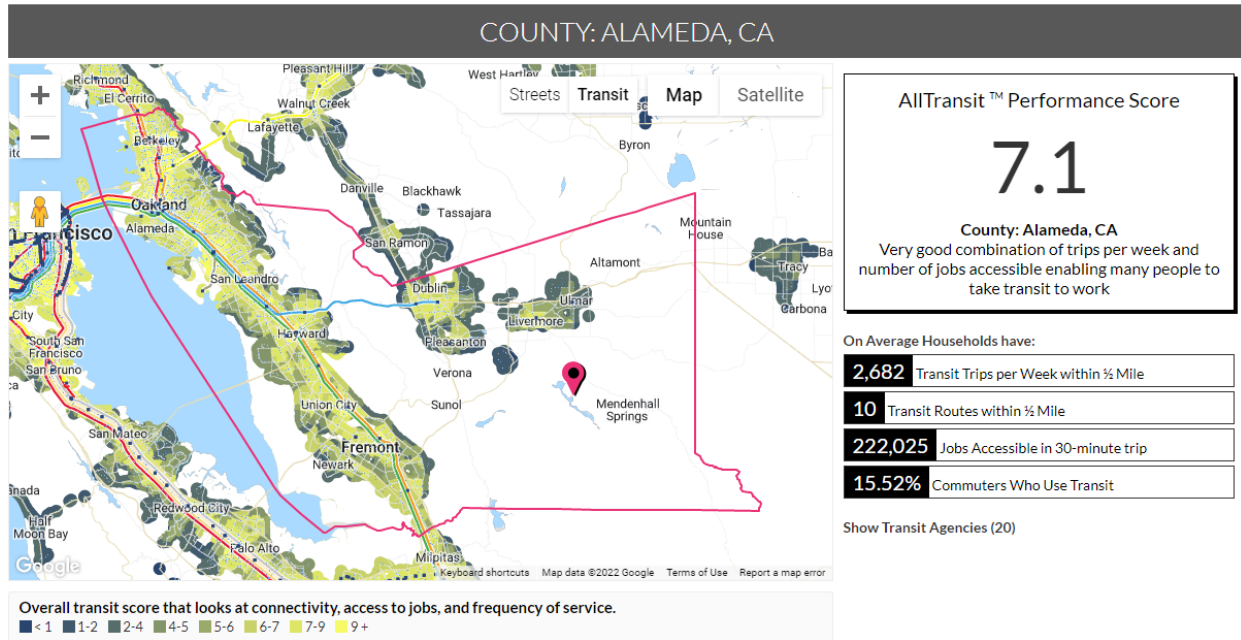 COUNTY: ALAMEDA, CA
Richmond
El Cerrito
Pleasant Hill
West Hartley
Streets
Transit
Map
Satellite
Walnut Creek
Lafayette
Berkeley
Byron
Danville
Blackhawk
Oakland
Tassajara
Alameda
Mountain
House
San Ramon
Altamont
Tracy
San Leandro
Dublin
Ulmar
Carbona
City
Livermore
Hayward
South San
Francisco
Pleasanton
San Bruno
Verona
Union City
Sunol
Mendenhall
Springs
San Mateo
Fremont
Newark
Redwood City
Half
Moon Bay
Palo Alto
Milpitas
Google
Keyboard shortcuts
Map data ©2022 Google
Terms of Use
Report a map error
Overall transit score that looks at connectivity, access to jobs, and frequency of service.
< 1 1-2 2-4 4-5 5-6 6-7 7-9 9 +
AllTransit ™ Performance Score
7.1
County: Alameda, CA
Very good combination of trips per week and
number of jobs accessible enabling many people to
take transit to work
On Average Households have:
2,682 Transit Trips per Week within ½ Mile
10 Transit Routes within ½ Mile
222,025 Jobs Accessible in 30-minute trip
15.52% Commuters Who Use Transit
Show Transit Agencies (20)